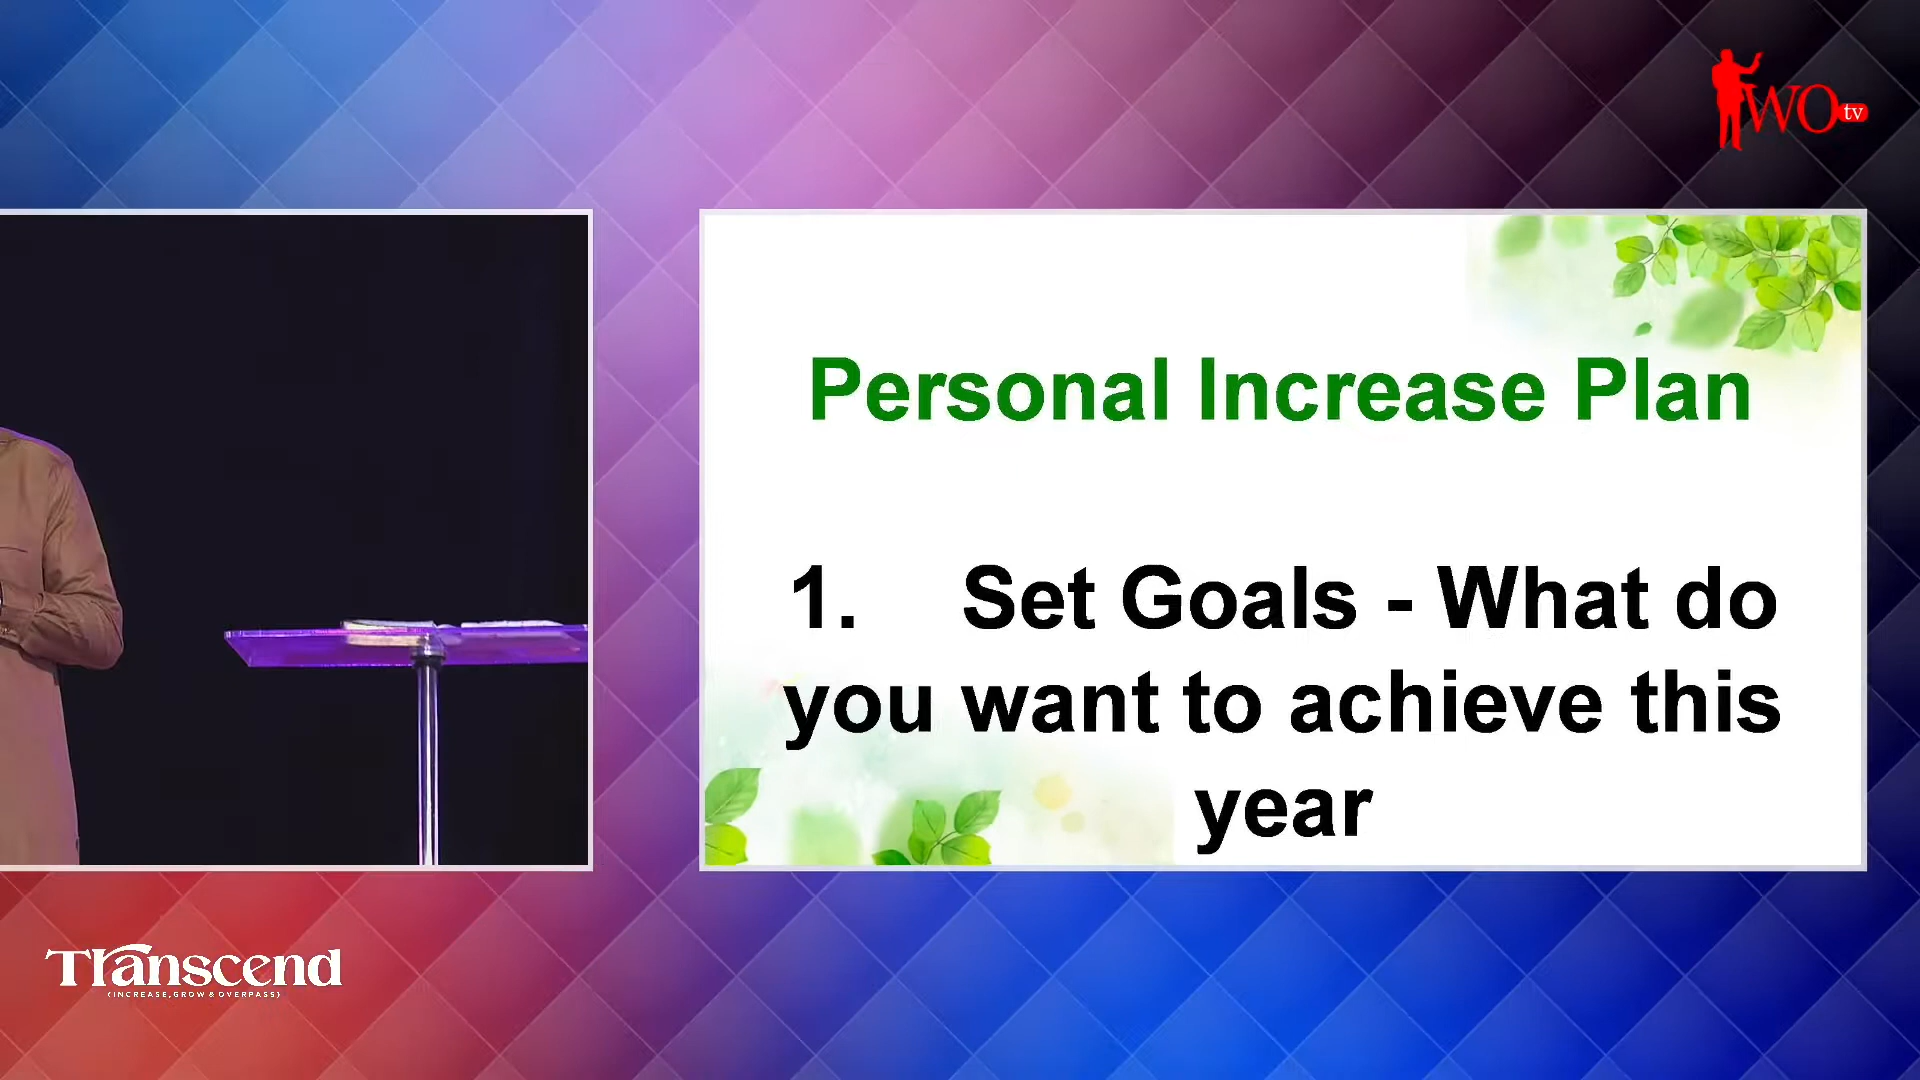 WO tv
Personal Increase Plan
1. Set Goals - What do
you want to achieve this
year
Transcend
(INCREASE, GROW & OVERPASS)